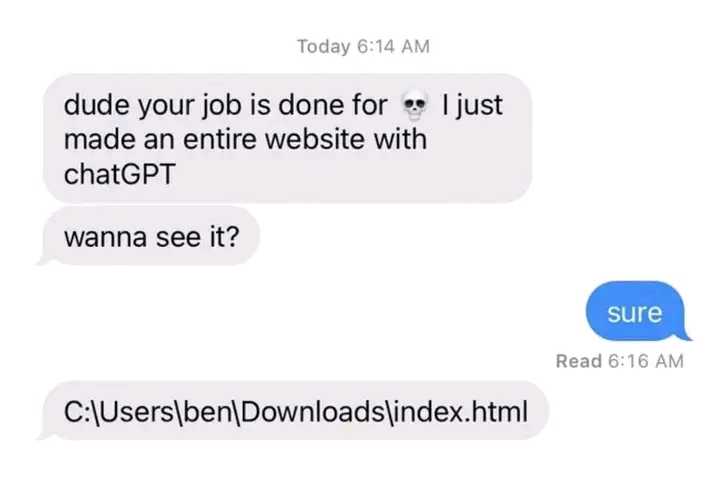 Today 6:14 AM
dude your job is done for 💀 I just
made an entire website with
chatGPT
wanna see it?
sure
Read 6:16 AM
C:\Users\ben\Downloads\index.html